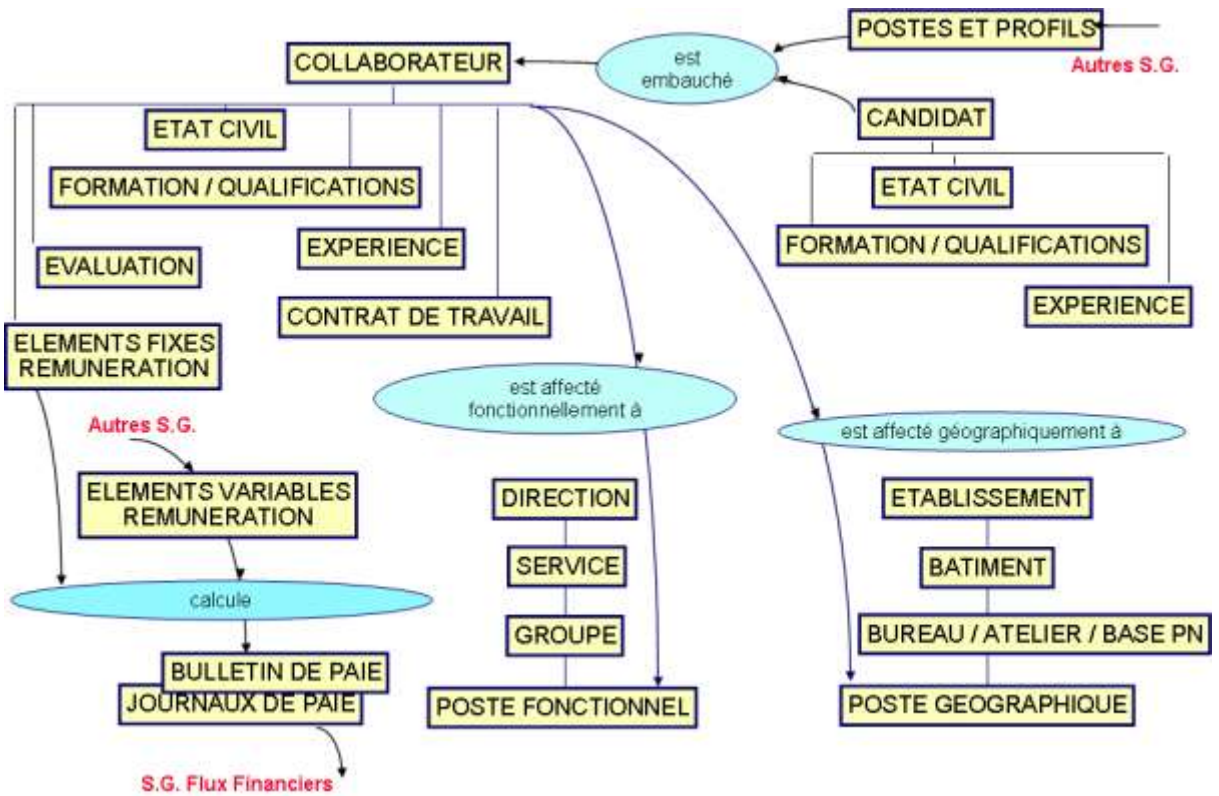 POSTES ET PROFILS
Autres S.G.
est
embauché
COLLABORATEUR
CANDIDAT
ETAT CIVIL
FORMATION / QUALIFICATIONS
EXPERIENCE
ETAT CIVIL
FORMATION / QUALIFICATIONS
EXPERIENCE
EVALUATION
CONTRAT DE TRAVAIL
ELEMENTS FIXES
REMUNERATION
est affecté
fonctionnellement à
est affecté géographiquement à
Autres S.G.
ELEMENTS VARIABLES
REMUNERATION
calcule
BULLETIN DE PAIE
JOURNAUX DE PAIE
S.G. Flux Financiers
DIRECTION
SERVICE
GROUPE
POSTE FONCTIONNEL
ETABLISSEMENT
BATIMENT
BUREAU / ATELIER / BASE PN
POSTE GEOGRAPHIQUE